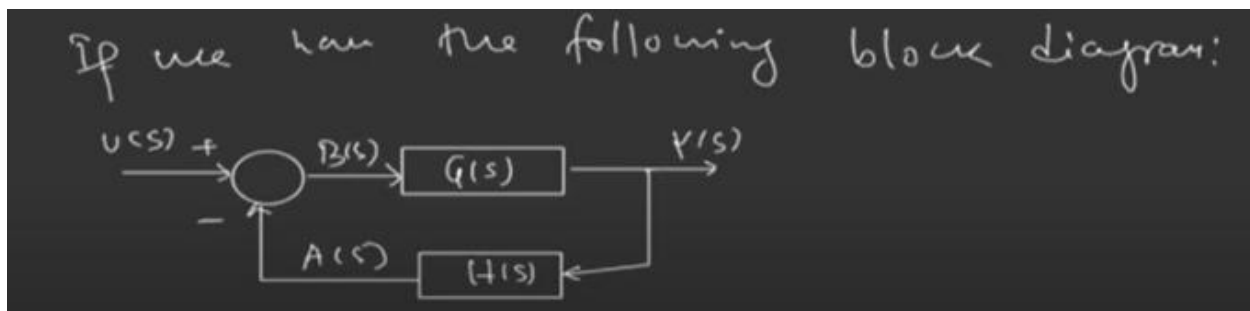 If we have the following block diagram:
U(S) + B(S) G(S) Y(S)
−
A(S) H(S)